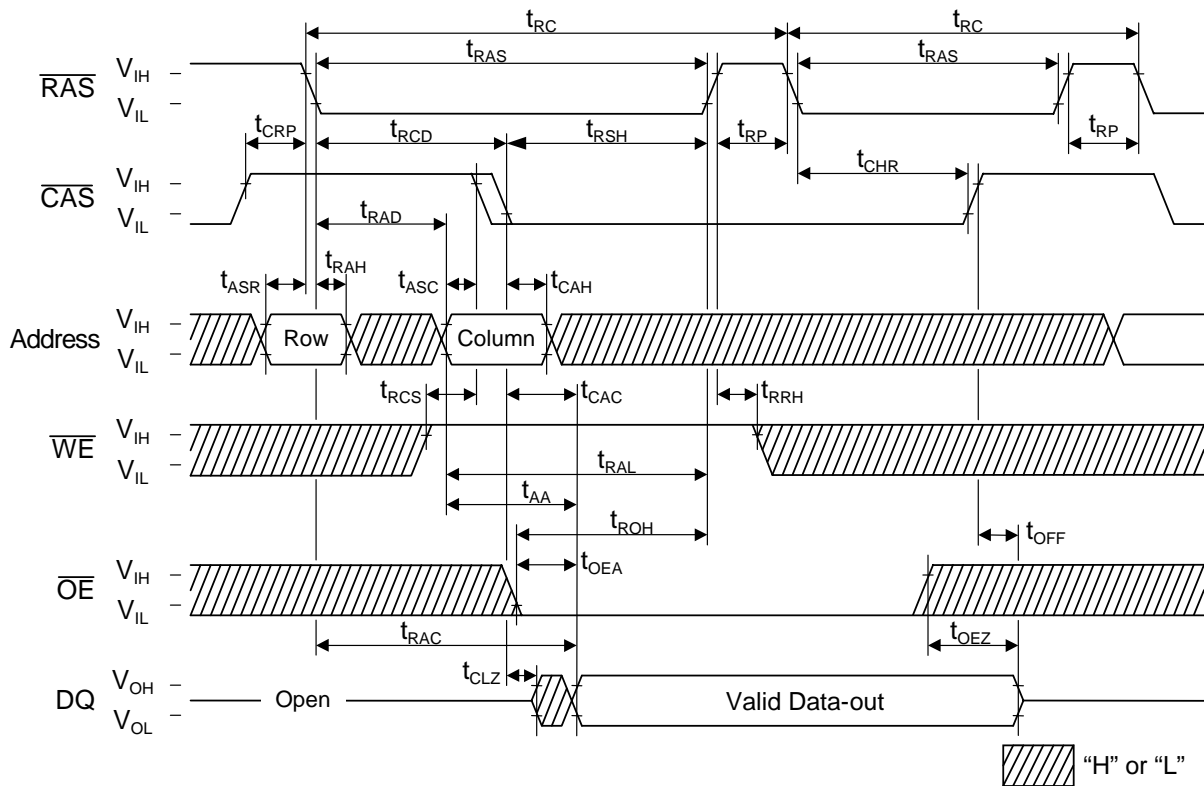 tRC tRC
tRAS tRAS
RAS VIH
VIL
tCRP tRCD tRSH tRP tRP
tCHR
CAS VIH
VIL
tRAD
tASR tRAH tASC tCAH
Address VIH
VIL
Row Column
tRCS tCAC tRRH
WE VIH
VIL
tRAL
tAA
tROH tOFF
tOEA
OE VIH
VIL
tRAC tOEZ
tCLZ
DQ VOH
VOL
Open Valid Data-out
“H” or “L”